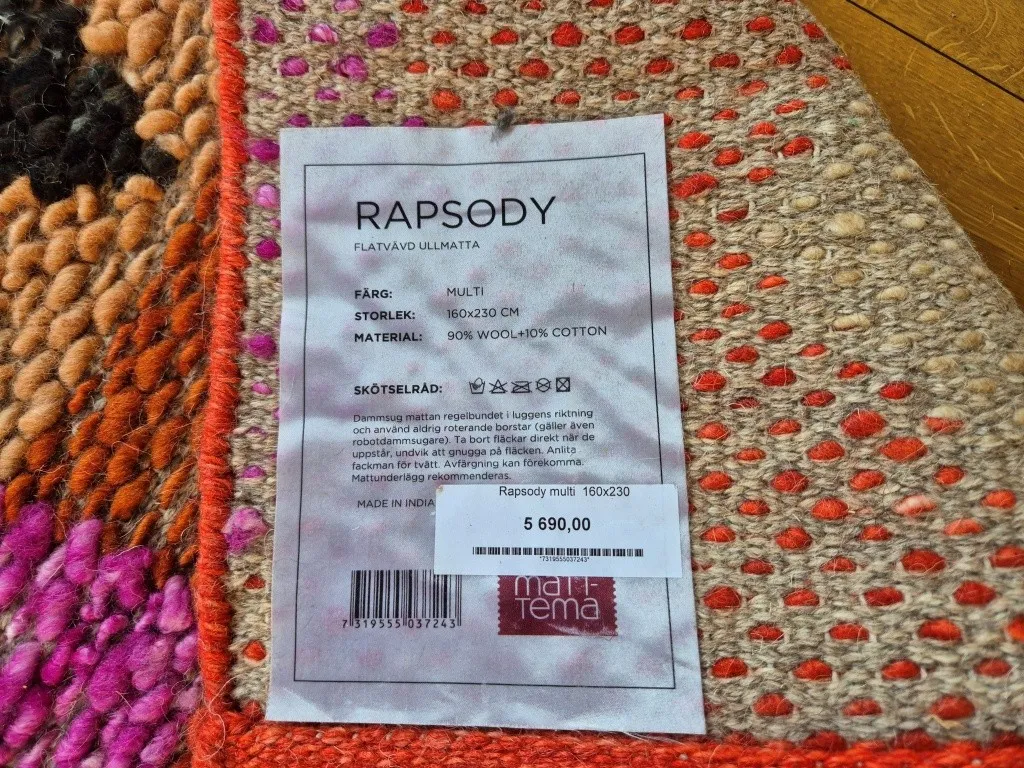 RAPSODY
FLATVÄVD ULLMATTA
FÄRG: MULTI
STORLEK: 160x230 CM
MATERIAL: 90% WOOL+10% COTTON
SKÖTSELRÅD:
Dammsug mattan regelbundet i luggens riktning
och använd aldrig roterande borstar (gäller även
robotdammsugare). Ta bort fläckar direkt när de
uppstår, undvik att gnugga på fläcken. Anlita
fackman för tvätt. Avfärgning kan förekomma.
Mattunderlägg rekommenderas.
MADE IN INDIA
Rapsody multi 160x230
5 690,00
*7319555037243*
7 319555 037243
matt-
tema